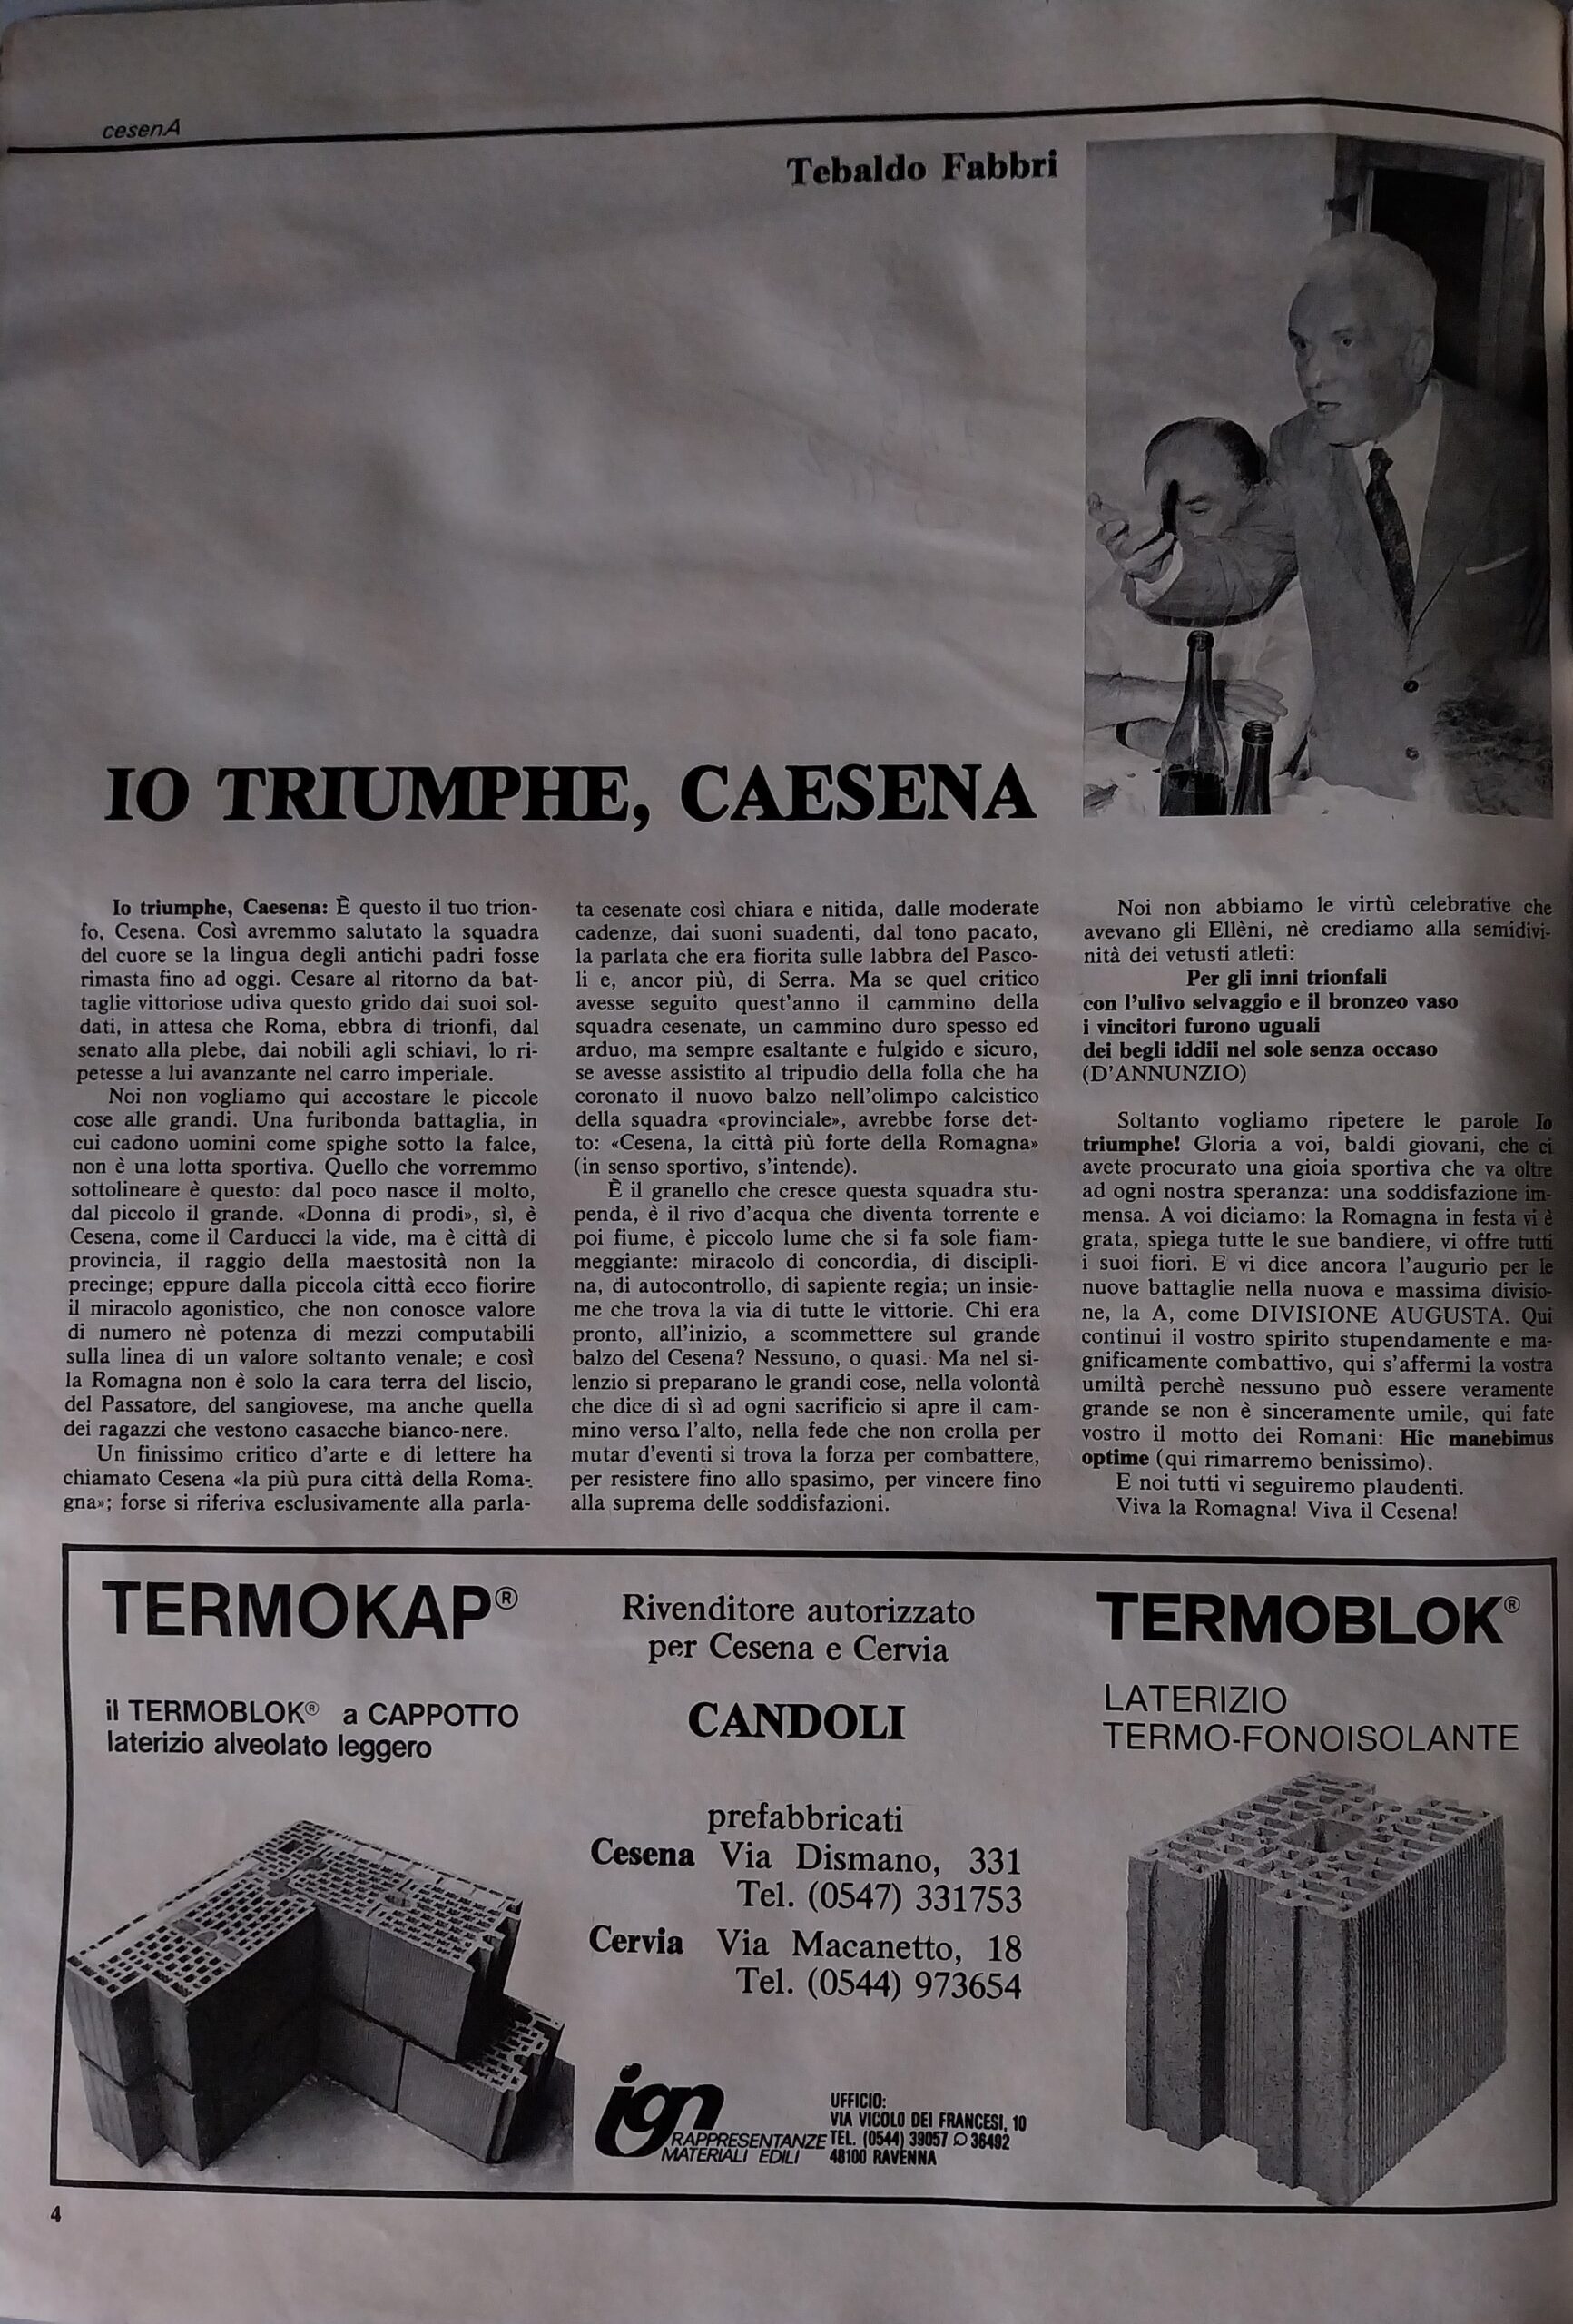 cesenA
Tebaldo Fabbri
IO TRIUMPHE, CAESENA
Io triumphe, Caesena: È questo il tuo trion-
fo, Cesena. Così avremmo salutato la squadra
del cuore se la lingua degli antichi padri fosse
rimasta fino ad oggi. Cesare al ritorno da bat-
taglie vittoriose udiva questo grido dai suoi sol-
dati, in attesa che Roma, ebbra di trionfi, dal
senato alla plebe, dai nobili agli schiavi, lo ri-
petesse a lui avanzante nel carro imperiale.
Noi non vogliamo qui accostare le piccole
cose alle grandi. Una furibonda battaglia, in
cui cadono uomini come spighe sotto la falce,
non è una lotta sportiva. Quello che vorremmo
sottolineare è questo: dal poco nasce il molto,
dal piccolo il grande. «Donna di prodi», sì, è
Cesena, come il Carducci la vide, ma è città di
provincia, il raggio della maestosità non la
precinge; eppure dalla piccola città ecco fiorire
il miracolo agonistico, che non conosce valore
di numero nè potenza di mezzi computabili
sulla linea di un valore soltanto venale; e così
la Romagna non è solo la cara terra del liscio,
del Passatore, del sangiovese, ma anche quella
dei ragazzi che vestono casacche bianco-nere.
Un finissimo critico d'arte e di lettere ha
chiamato Cesena «la più pura città della Roma-
gna»; forse si riferiva esclusivamente alla parla-
ta cesenate così chiara e nitida, dalle moderate
cadenze, dai suoni suadenti, dal tono pacato,
la parlata che era fiorita sulle labbra del Pasco-
li e, ancor più, di Serra. Ma se quel critico
avesse seguito quest'anno il cammino della
squadra cesenate, un cammino duro spesso ed
arduo, ma sempre esaltante e fulgido e sicuro,
se avesse assistito al tripudio della folla che ha
coronato il nuovo balzo nell'olimpo calcistico
della squadra «provinciale», avrebbe forse det-
to: «Cesena, la città più forte della Romagna»
(in senso sportivo, s'intende).
È il granello che cresce questa squadra stu-
penda, è il rivo d'acqua che diventa torrente e
poi fiume, è piccolo lume che si fa sole fiam-
meggiante: miracolo di concordia, di discipli-
na, di autocontrollo, di sapiente regia; un insie-
me che trova la via di tutte le vittorie. Chi era
pronto, all'inizio, a scommettere sul grande
balzo del Cesena? Nessuno, o quasi. Ma nel si-
lenzio si preparano le grandi cose, nella volontà
che dice di sì ad ogni sacrificio si apre il cam-
mino verso l'alto, nella fede che non crolla per
mutar d'eventi si trova la forza per combattere,
per resistere fino allo spasimo, per vincere fino
alla suprema delle soddisfazioni.
Noi non abbiamo le virtù celebrative che
avevano gli Ellèni, nè crediamo alla semidivi-
nità dei vetusti atleti:
Per gli inni trionfali
con l'ulivo selvaggio e il bronzeo vaso
i vincitori furono uguali
dei begli iddii nel sole senza occaso
(D'ANNUNZIO)
Soltanto vogliamo ripetere le parole Io
triumphe! Gloria a voi, baldi giovani, che ci
avete procurato una gioia sportiva che va oltre
ad ogni nostra speranza: una soddisfazione im-
mensa. A voi diciamo: la Romagna in festa vi è
grata, spiega tutte le sue bandiere, vi offre tutti
i suoi fiori. E vi dice ancora l'augurio per le
nuove battaglie nella nuova e massima divisio-
ne, la A, come DIVISIONE AUGUSTA. Qui
continui il vostro spirito stupendamente e ma-
gnificamente combattivo, qui s'affermi la vostra
umiltà perchè nessuno può essere veramente
grande se non è sinceramente umile, qui fate
vostro il motto dei Romani: Hic manebimus
optime (qui rimarremo benissimo).
E noi tutti vi seguiremo plaudenti.
Viva la Romagna! Viva il Cesena!
TERMOKAP®
il TERMOBLOK® a CAPPOTTO
laterizio alveolato leggero
Rivenditore autorizzato
per Cesena e Cervia
CANDOLI
prefabbricati
Cesena Via Dismano, 331
Tel. (0547) 331753
Cervia Via Macanetto, 18
Tel. (0544) 973654
ign
RAPPRESENTANZE
MATERIALI EDILI
UFFICIO:
VIA VICOLO DEI FRANCESI, 10
TEL. (0544) 39057 36492
48100 RAVENNA
TERMOBLOK®
LATERIZIO
TERMO-FONOISOLANTE
4